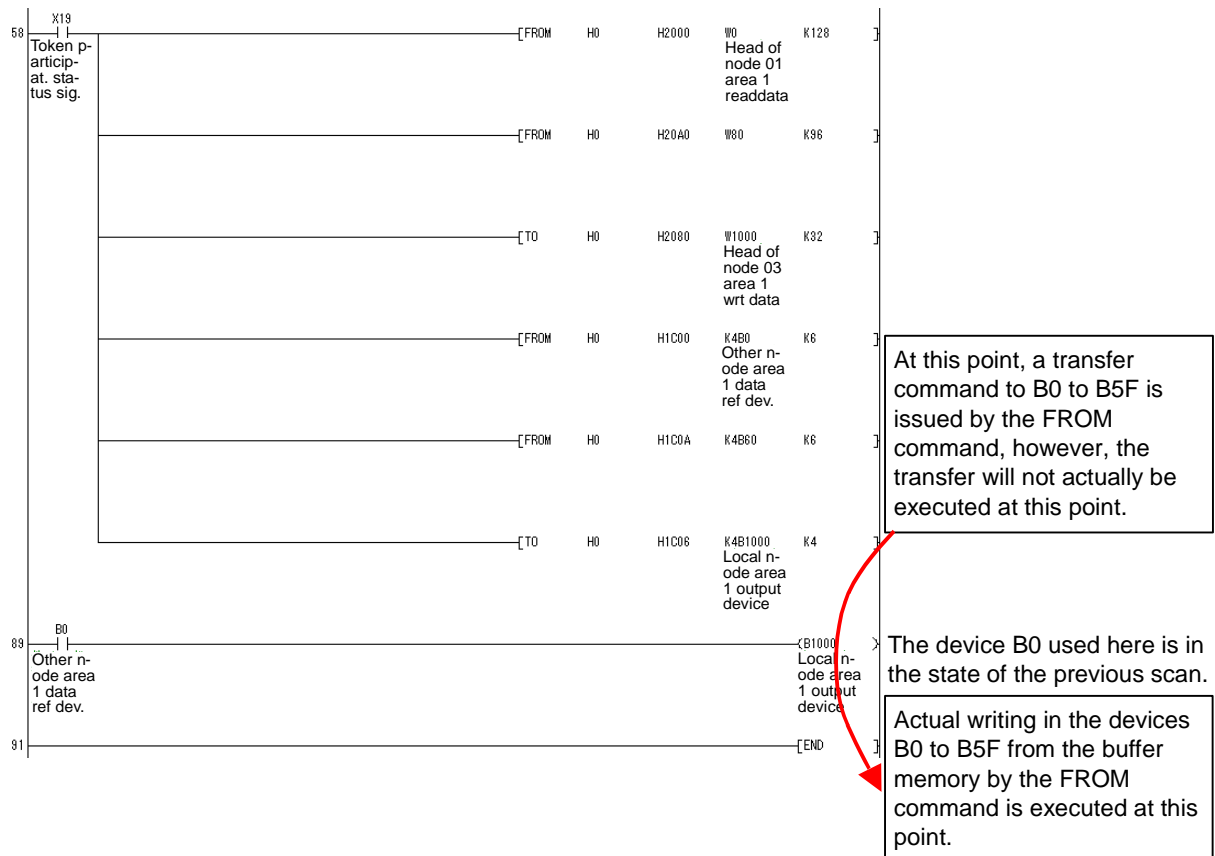 X19
58
[FROM H0 H2000 W0 K128 ]
Token p-
articip-
at. sta-
tus sig.
Head of
node 01
area 1
readdata
[FROM H0 H20A0 W80 K96 ]
[TO H0 H2080 W1000 K32 ]
Head of
node 03
area 1
wrt data
[FROM H0 H1C00 K4B0 K6 ]
Other n-
ode area
1 data
ref dev.
At this point, a transfer
command to B0 to B5F is
issued by the FROM
command, however, the
transfer will not actually be
executed at this point.
[FROM H0 H1C0A K4B60 K6 ]
[TO H0 H1C06 K4B1000 K4 ]
Local n-
ode area
1 output
device
B0
89
(B1000 )
Other n-
ode area
1 data
ref dev.
Local n-
ode area
1 output
device
The device B0 used here is in
the state of the previous scan.
91
[END ]
Actual writing in the devices
B0 to B5F from the buffer
memory by the FROM
command is executed at this
point.